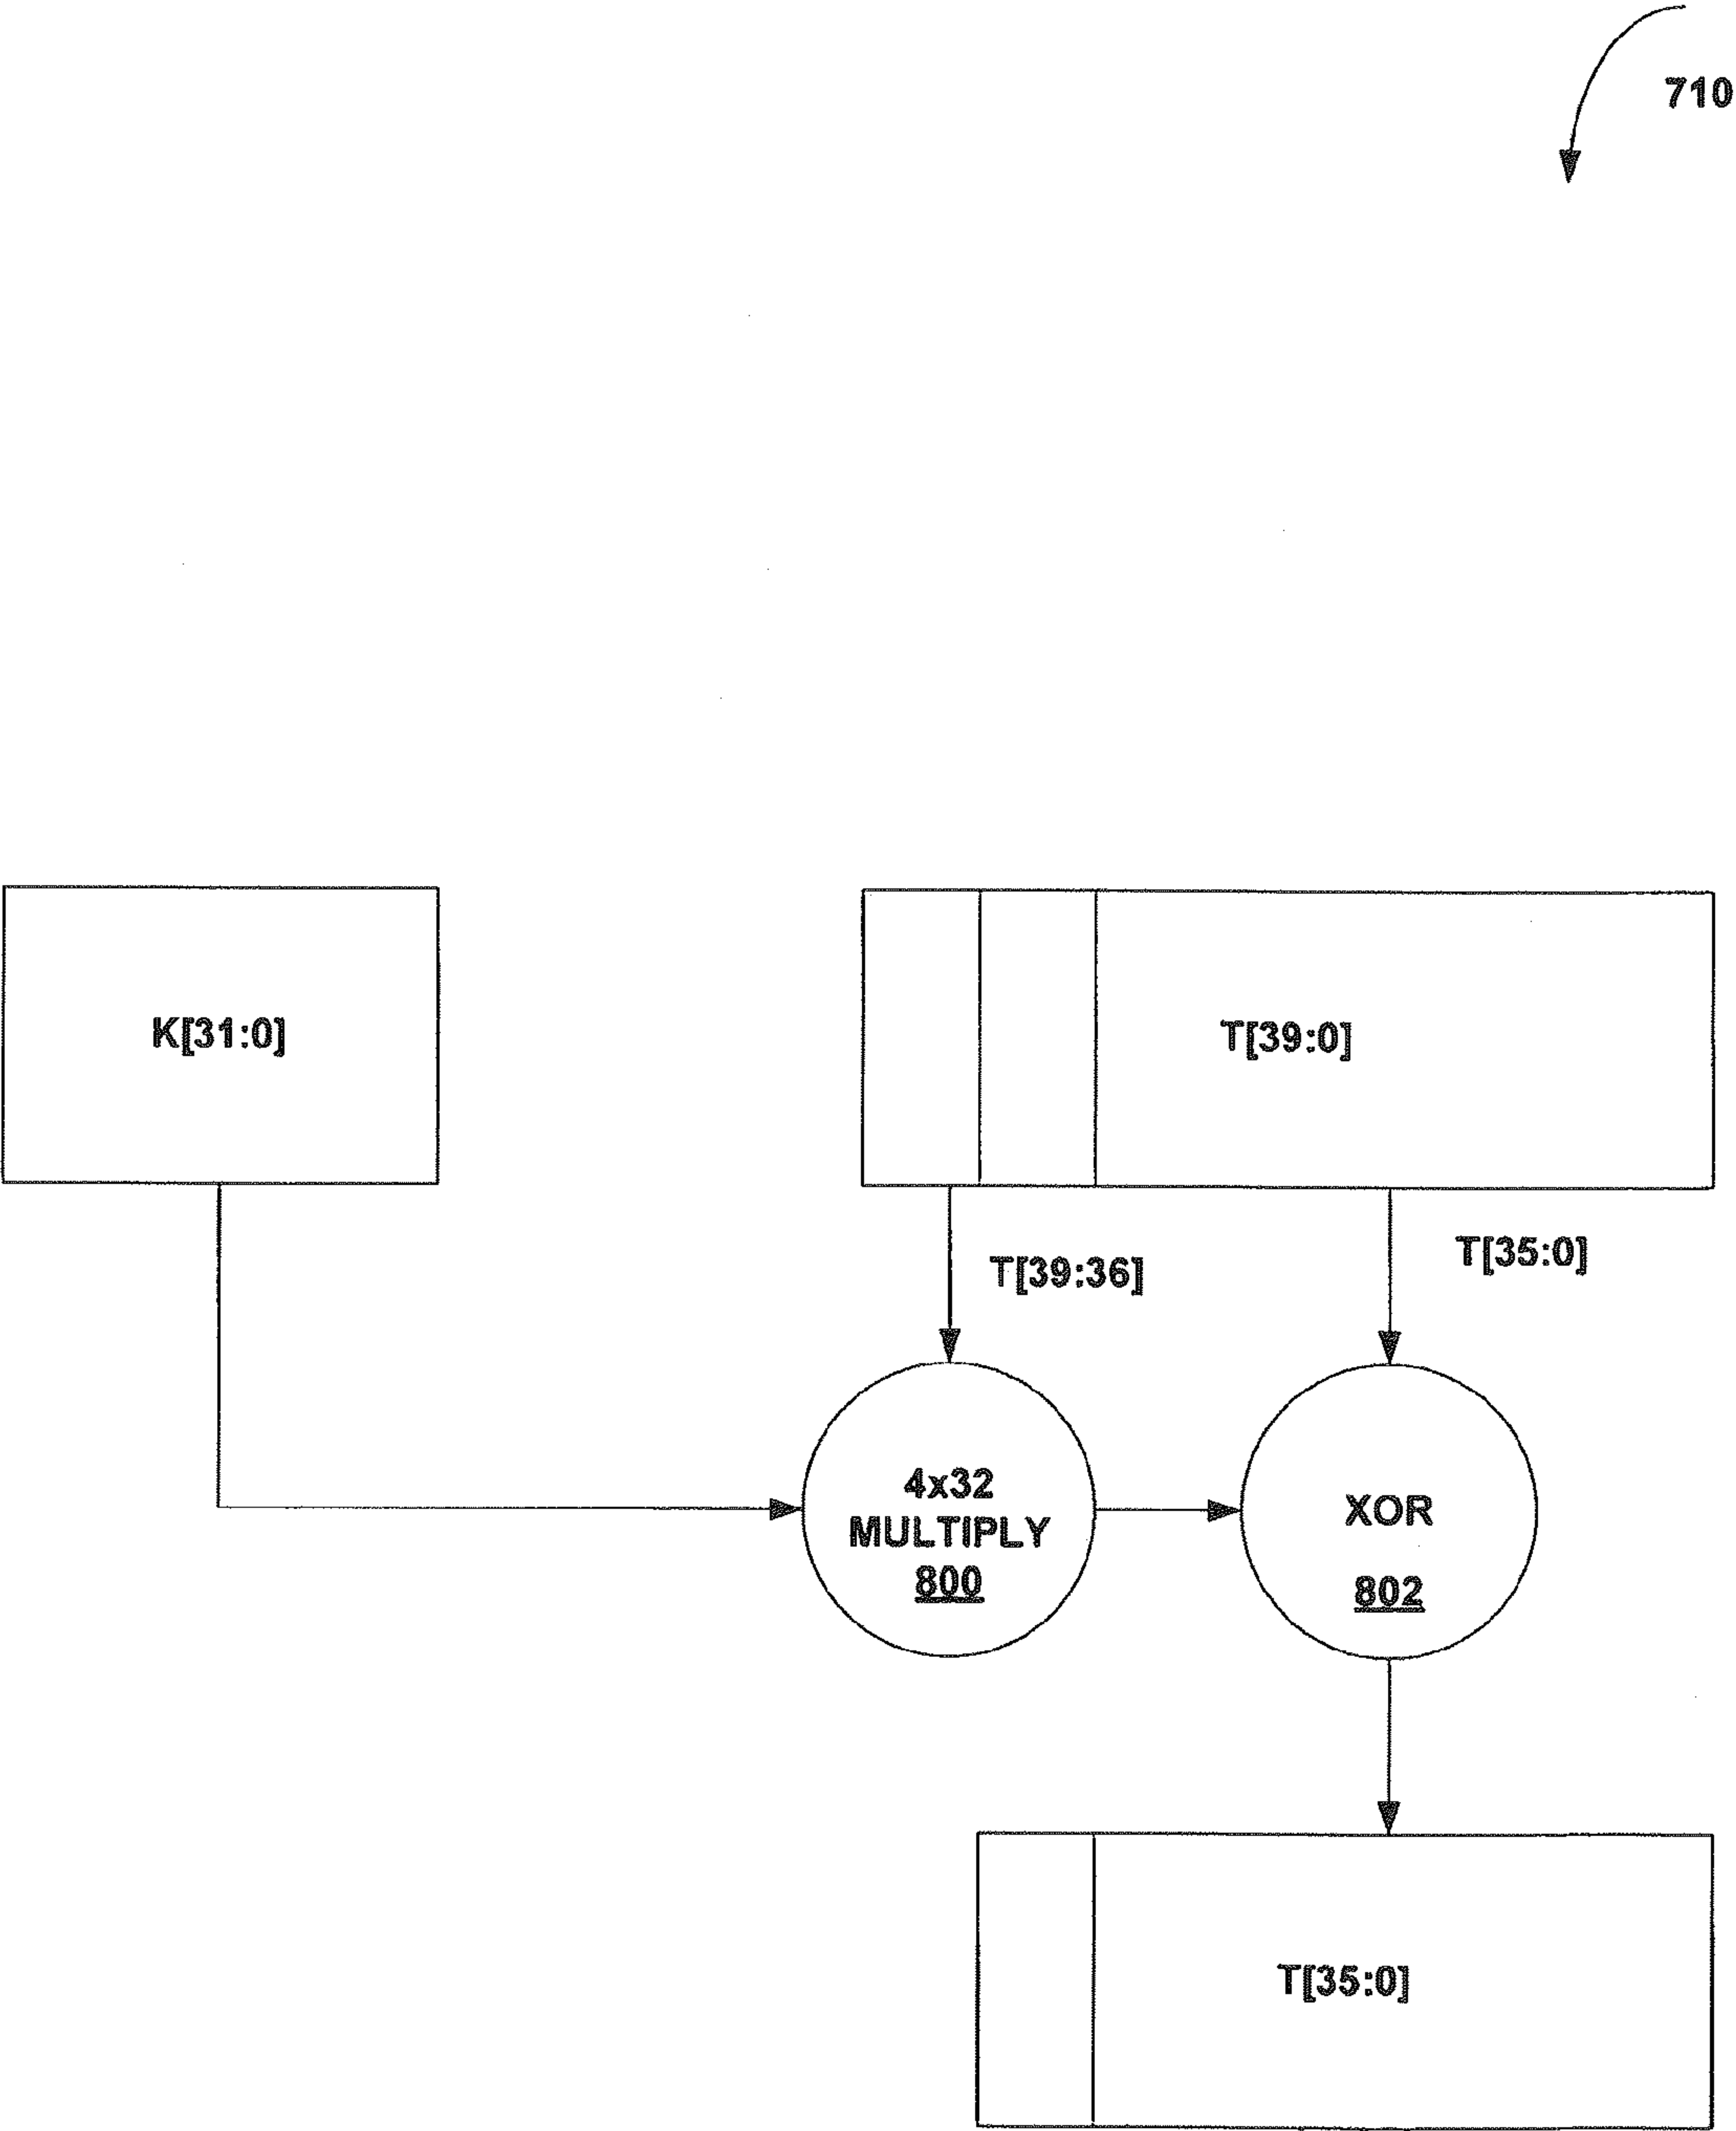 710
K[31:0]
T[39:0]
T[39:36]
T[35:0]
4x32
MULTIPLY
800
XOR
802
T[35:0]